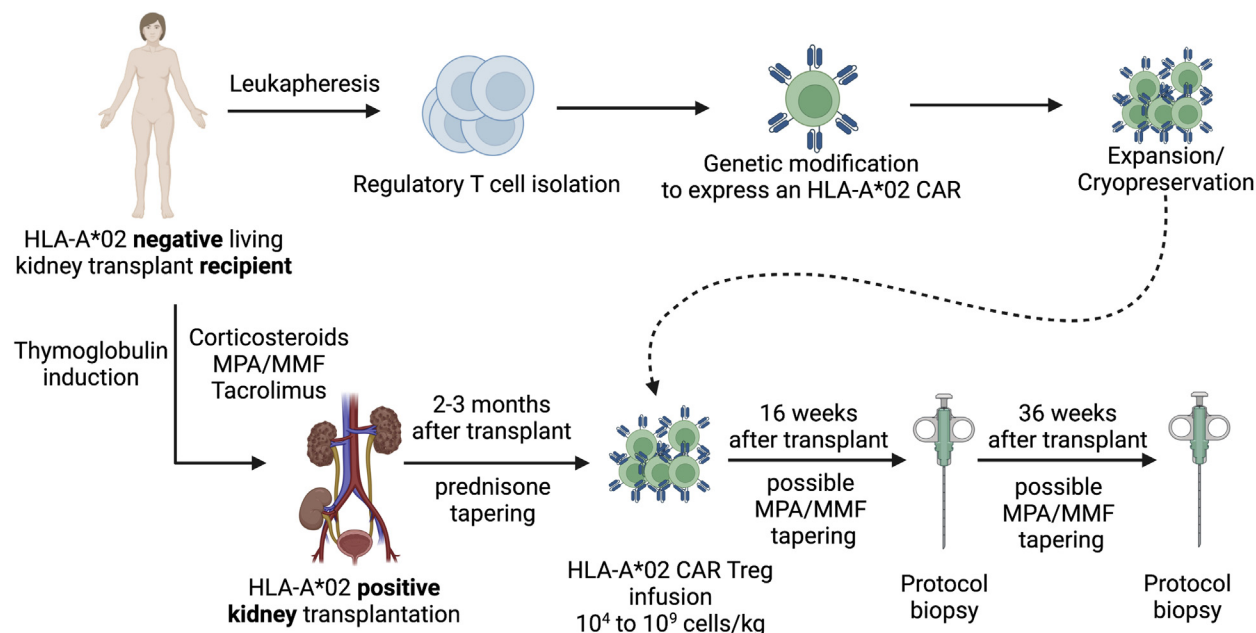 Leukapheresis
Regulatory T cell isolation
Genetic modification
to express an HLA-A*02 CAR
Expansion/
Cryopreservation
HLA-A*02 negative living
kidney transplant recipient
Thymoglobulin
induction
Corticosteroids
MPA/MMF
Tacrolimus
HLA-A*02 positive
kidney transplantation
2-3 months
after transplant
prednisone
tapering
HLA-A*02 CAR Treg
infusion
10⁴ to 10⁹ cells/kg
16 weeks
after transplant
possible
MPA/MMF
tapering
Protocol
biopsy
36 weeks
after transplant
possible
MPA/MMF
tapering
Protocol
biopsy